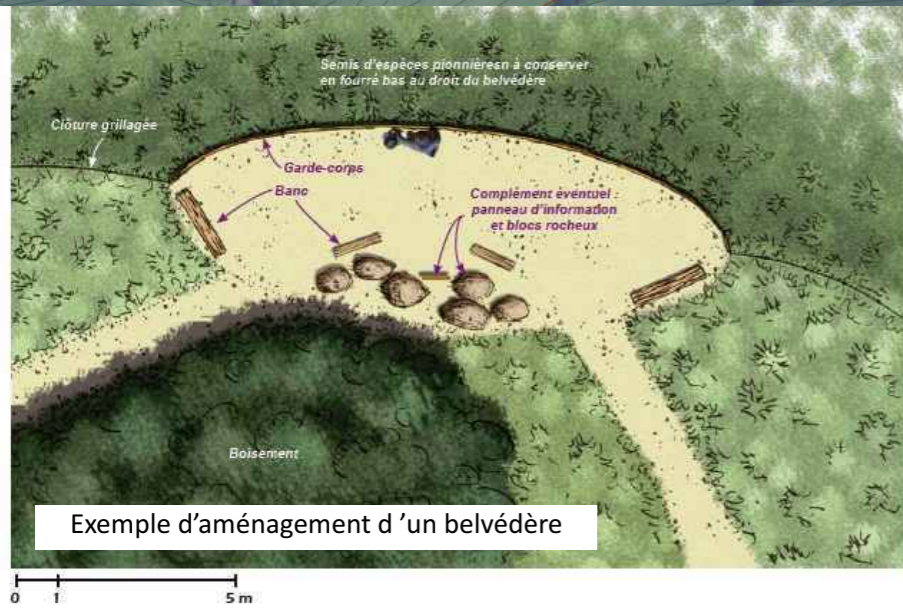 Semis d'espèces pionnièresn à conserver
en fourré bas au droit du belvédère
Clôture grillagée
Garde-corps
Banc
Complément éventuel :
panneau d'information
et blocs rocheux
Boisement
Exemple d'aménagement d 'un belvédère
0 1 5 m